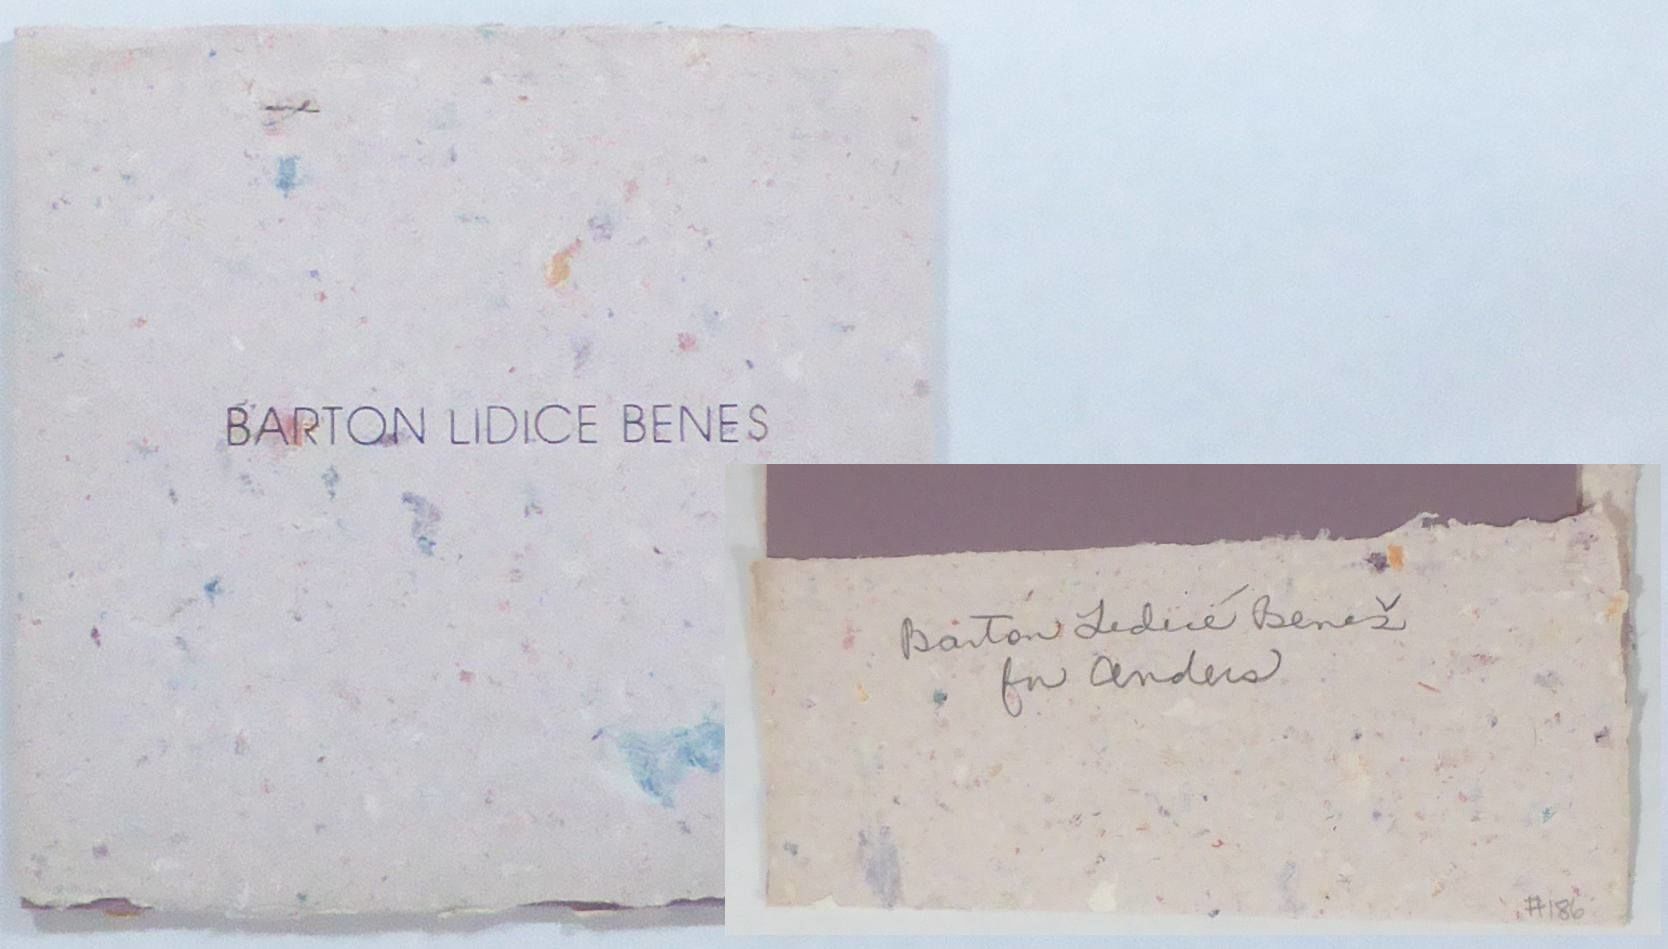 BARTON LIDICE BENES
Barton Lidicé Beneš
for Anders
#186